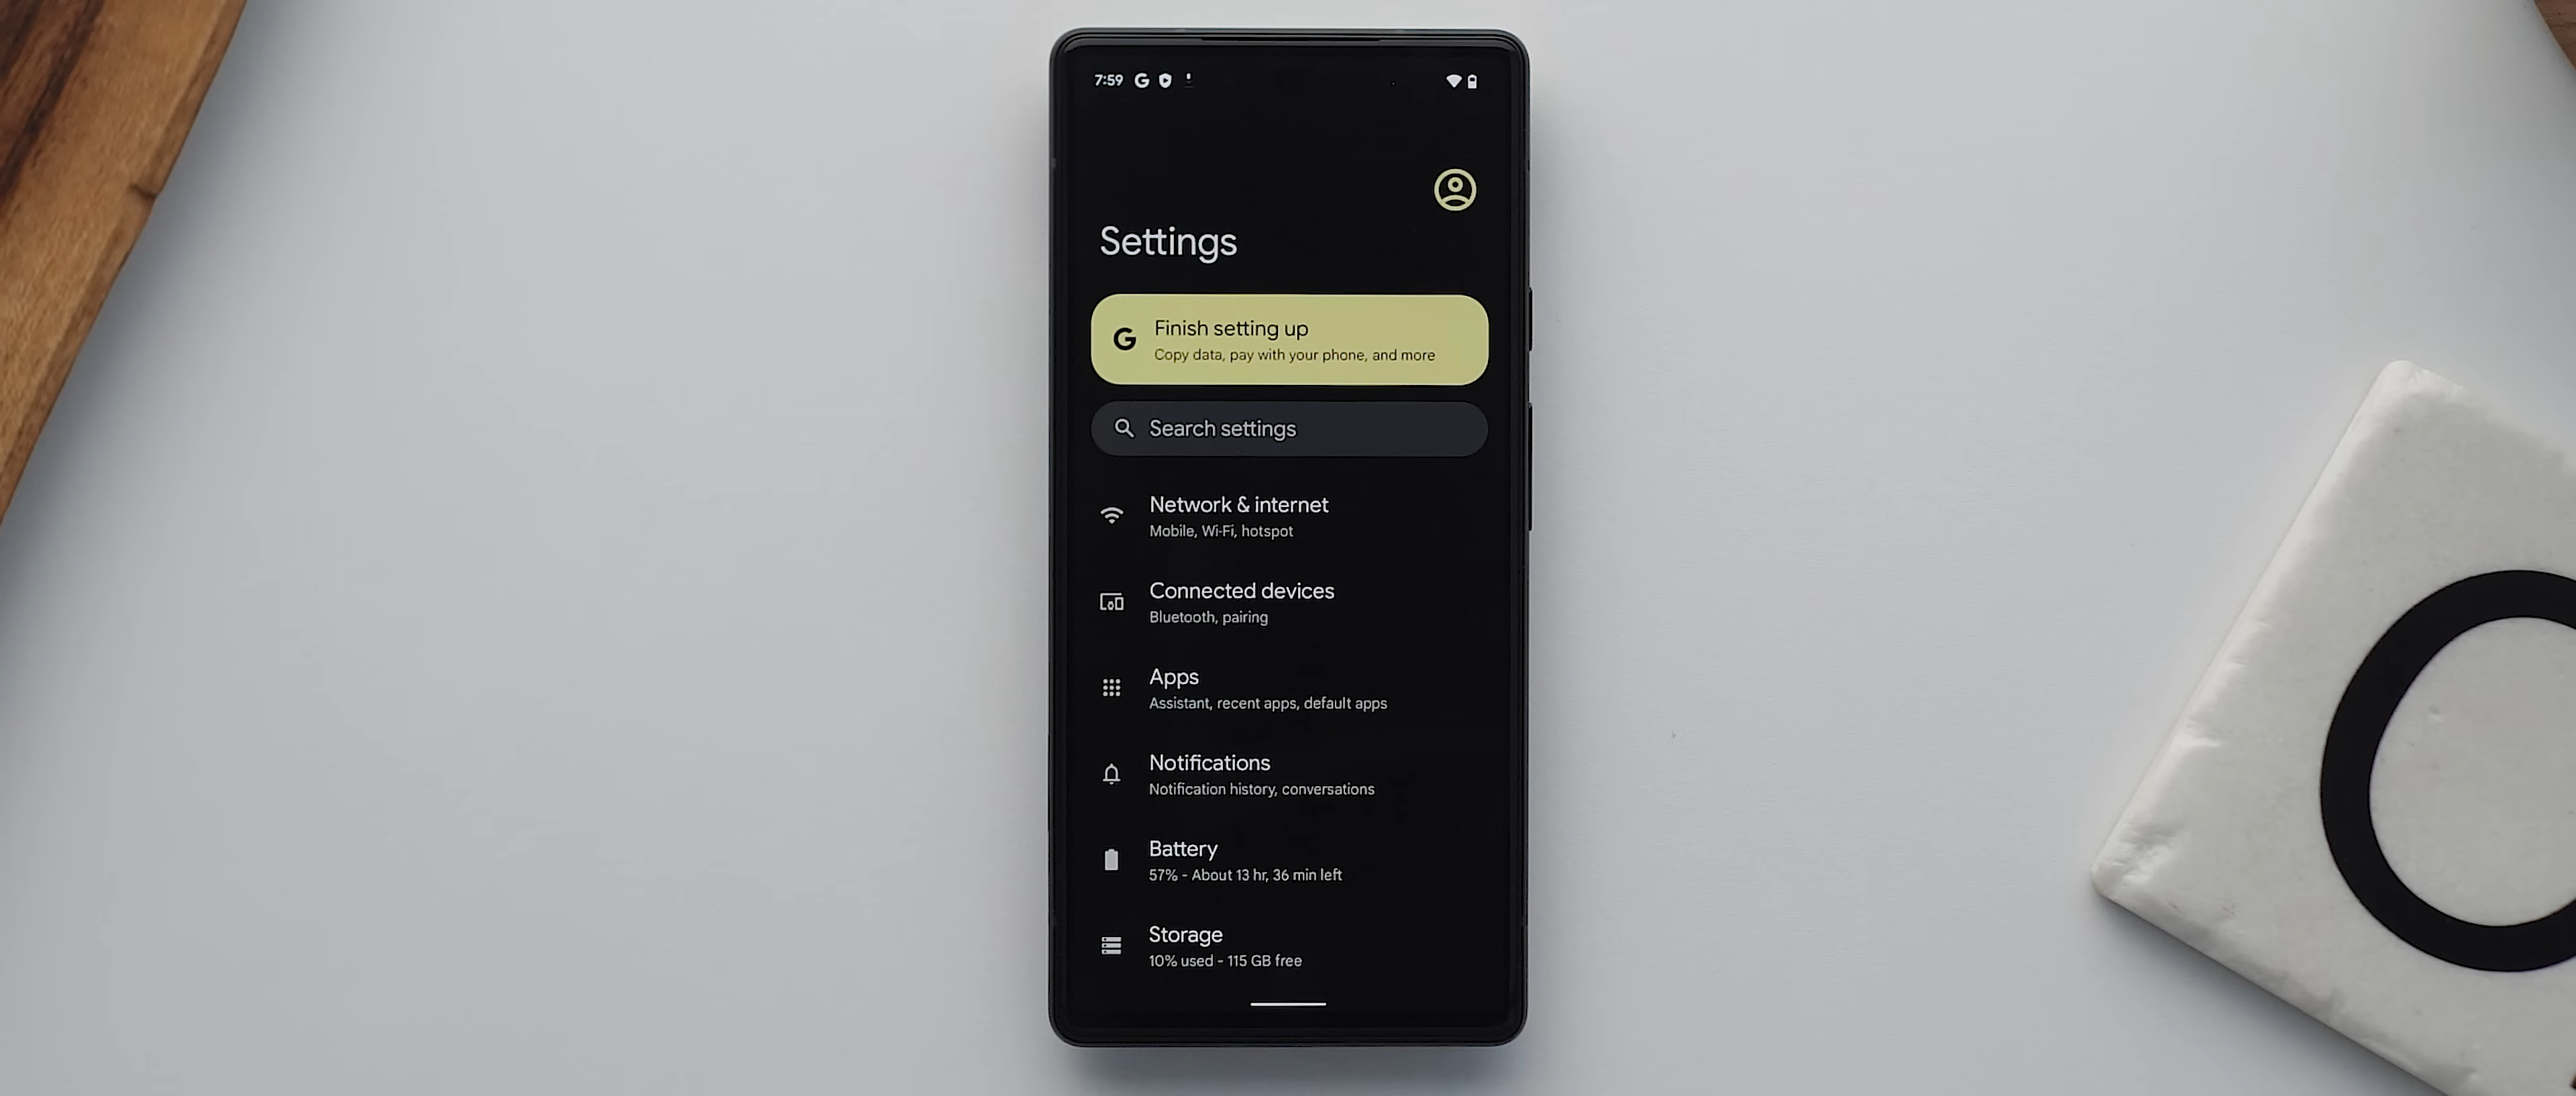 7:59
Settings
Finish setting up
Copy data, pay with your phone, and more
Search settings
Network & internet
Mobile, Wi-Fi, hotspot
Connected devices
Bluetooth, pairing
Apps
Assistant, recent apps, default apps
Notifications
Notification history, conversations
Battery
57% - About 13 hr, 36 min left
Storage
10% used - 115 GB free